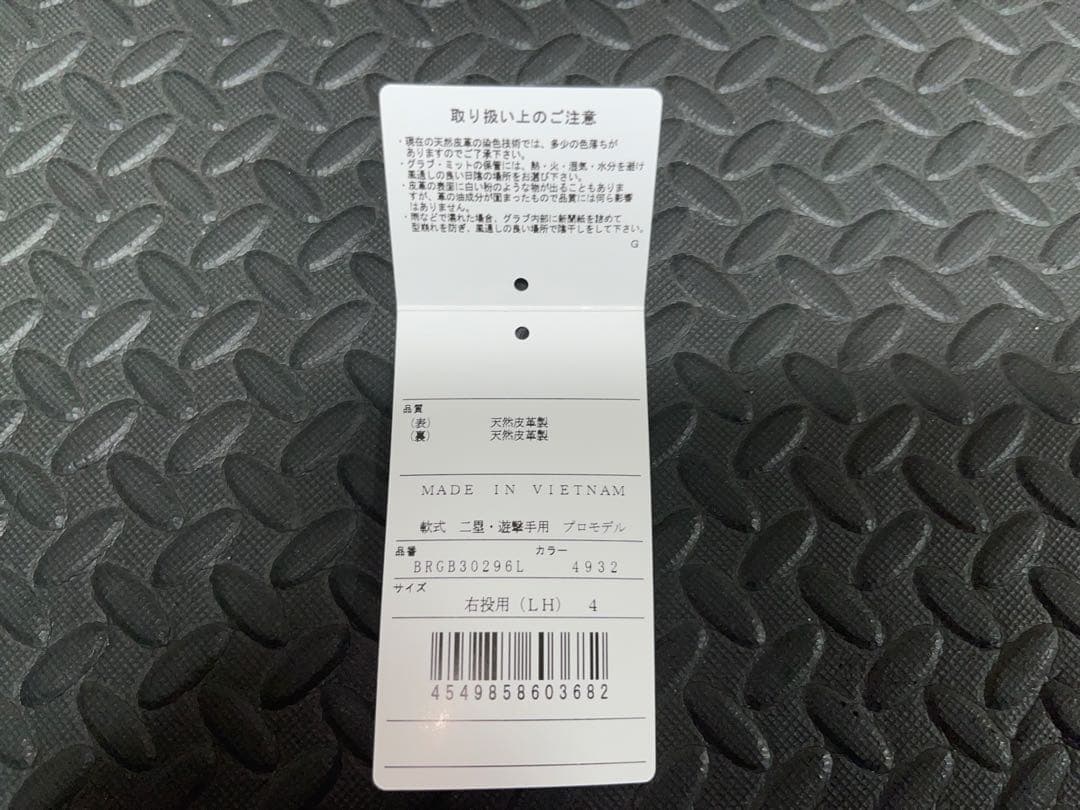 取り扱い上のご注意
・現在の天然皮革の染色技術では、多少の色落ちが
ありますのでご了承下さい。
・グラブ・ミットの保管には、熱・火・湿気・水分を避け
風通しの良い日陰の場所をお選び下さい。
・皮革の表面に白い粉のような物が出ることもありま
すが、革の油成分が固まったもので品質には何ら影響
はありません。
・雨などで濡れた場合、グラブ内部に新聞紙を詰めて
型崩れを防ぎ、風通しの良い場所で陰干しをして下さい。
G
品質
(表) 天然皮革製
(裏) 天然皮革製
MADE IN VIETNAM
軟式 二塁・遊撃手用 プロモデル
品番 カラー
BRGB30296L 4932
サイズ
右投用(LH) 4
4549858603682